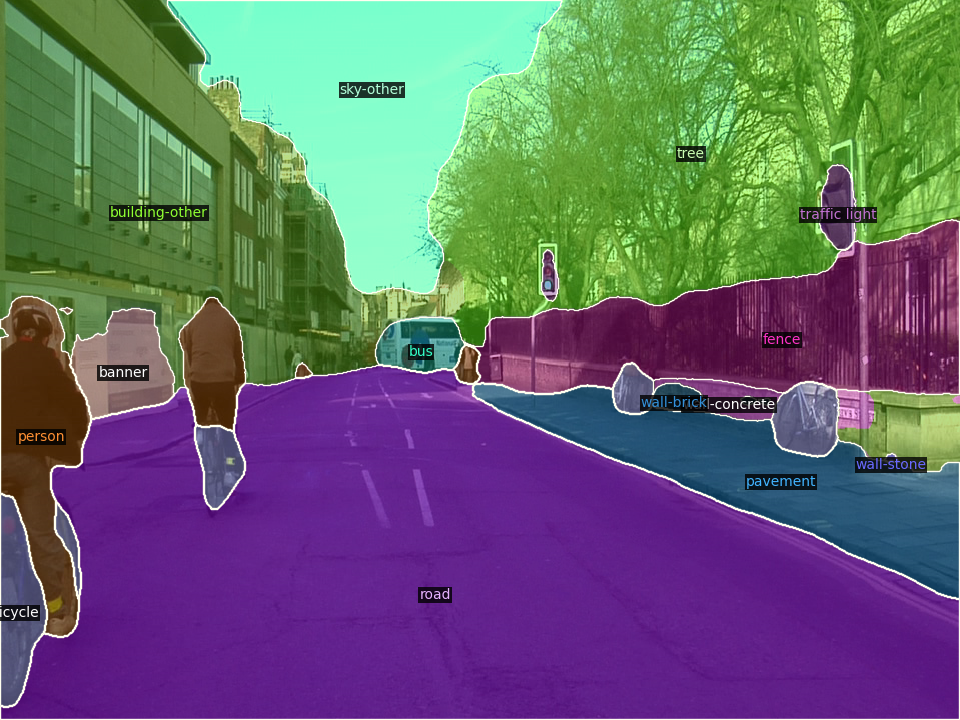 sky-other
tree
building-other
traffic light
fence
bus
banner
wall-brick
-concrete
person
wall-stone
pavement
road
icycle